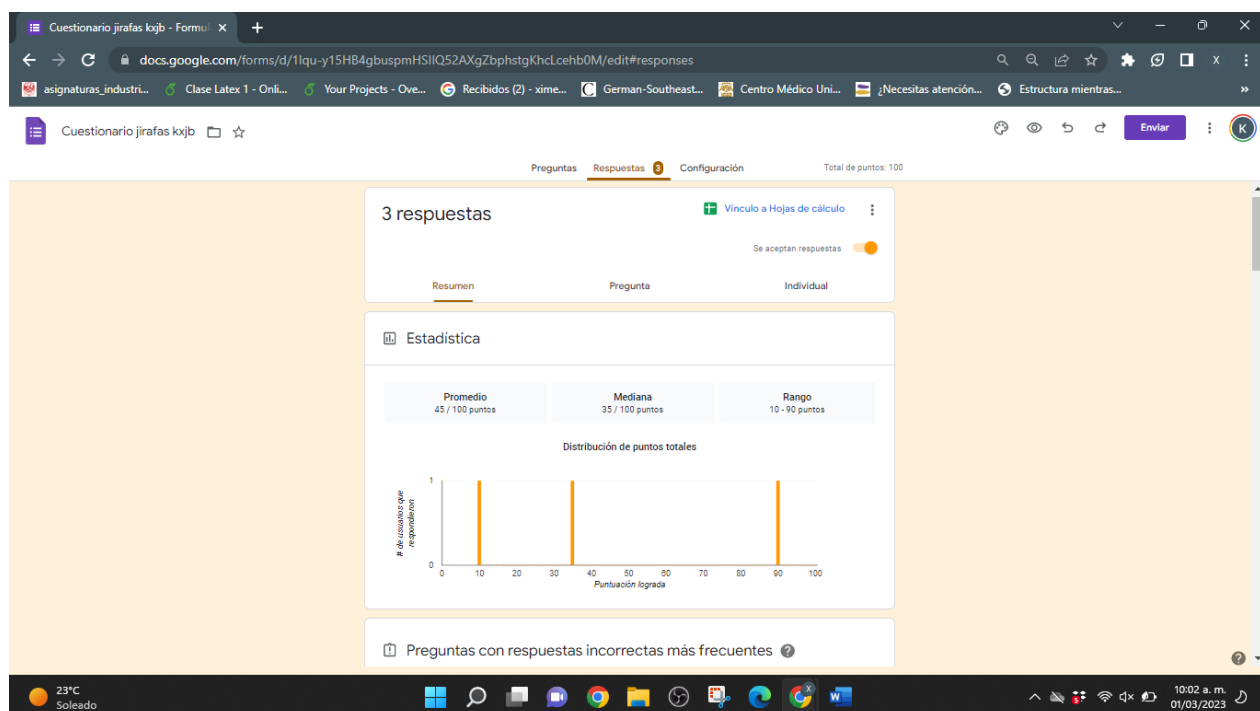 Cuestionario jirafas kxjb - Formul
docs.google.com/forms/d/1lqu-y15HB4gbuspmHSIIQ52AXgZbphstgKhcLcehb0M/edit#responses
X
asignaturas_industri... Clase Latex 1 - Onli... Your Projects - Ove... Recibidos (2) - xime... German-Southeast... Centro Médico Uni... ¿Necesitas atención... Estructura mientras... »
Cuestionario jirafas kxjb
Enviar
K
Preguntas Respuestas 3 Configuración Total de puntos: 100
3 respuestas
Vínculo a Hojas de cálculo
Se aceptan respuestas
Resumen Pregunta Individual
Estadística
Promedio Mediana Rango
45 / 100 puntos 35 / 100 puntos 10 - 90 puntos
Distribución de puntos totales
# de usuarios que
respondieron
1
0
0 10 20 30 40 50 60 70 80 90 100
Puntuación lograda
Preguntas con respuestas incorrectas más frecuentes
23°C
Soleado
10:02 a. m.
01/03/2023